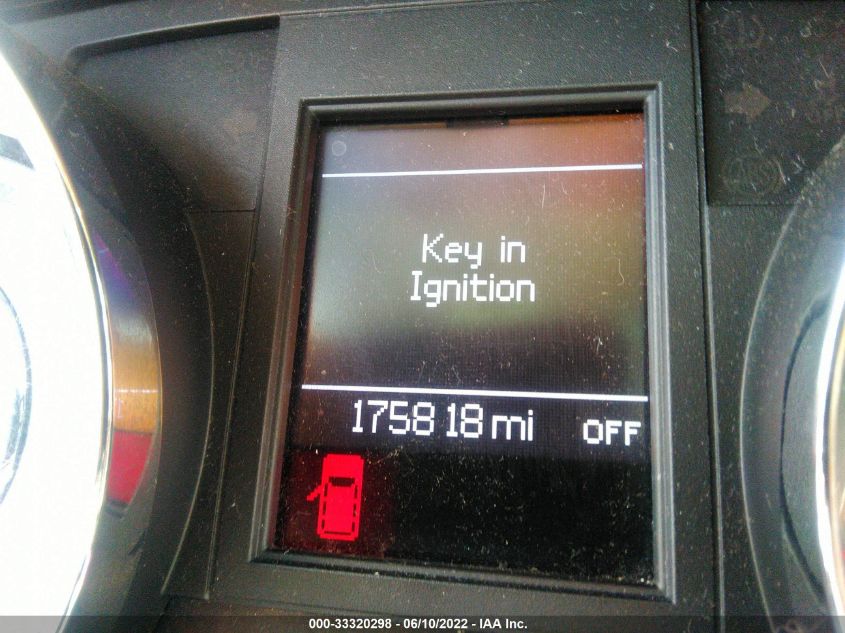 Key in
Ignition
175818 mi OFF
000-33320298 - 06/10/2022 - IAA Inc.